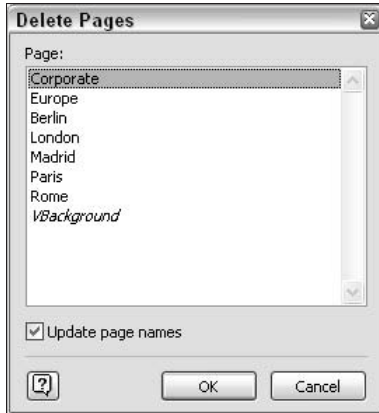 Delete Pages
Page:
Corporate
Europe
Berlin
London
Madrid
Paris
Rome
VBackground
Update page names
?
OK
Cancel